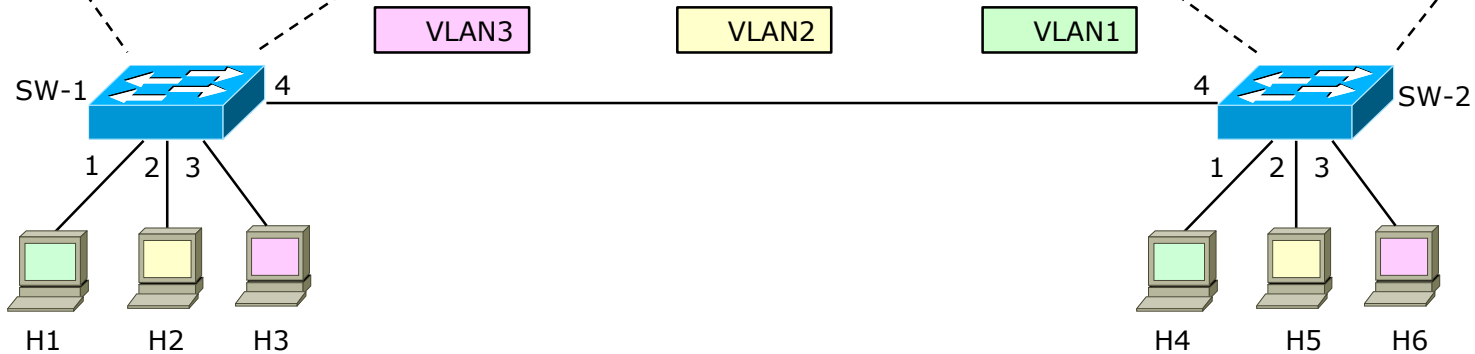 VLAN3 VLAN2 VLAN1
SW-1 4 4 SW-2
1 2 3 1 2 3
H1 H2 H3 H4 H5 H6